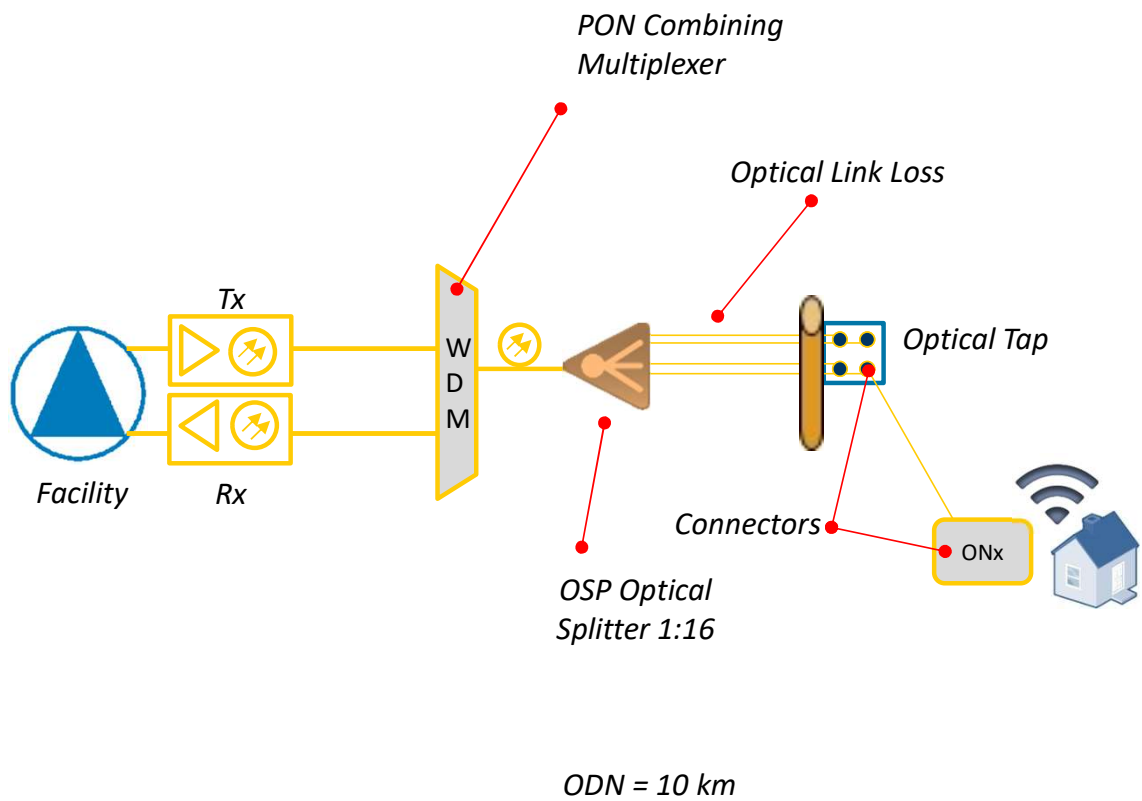 PON Combining
Multiplexer
Optical Link Loss
Tx
W
D
M
Optical Tap
Facility
Rx
Connectors
ONx
OSP Optical
Splitter 1:16
ODN = 10 km